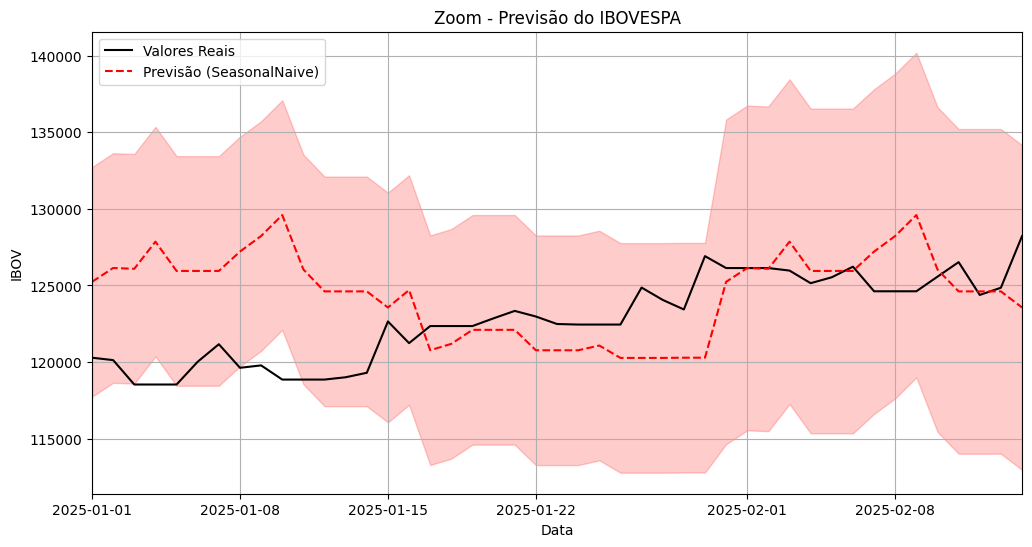 Zoom - Previsão do IBOVESPA
Valores Reais
Previsão (SeasonalNaive)
140000
135000
130000
125000
120000
115000
IBOV
2025-01-01
2025-01-08
2025-01-15
2025-01-22
2025-02-01
2025-02-08
Data